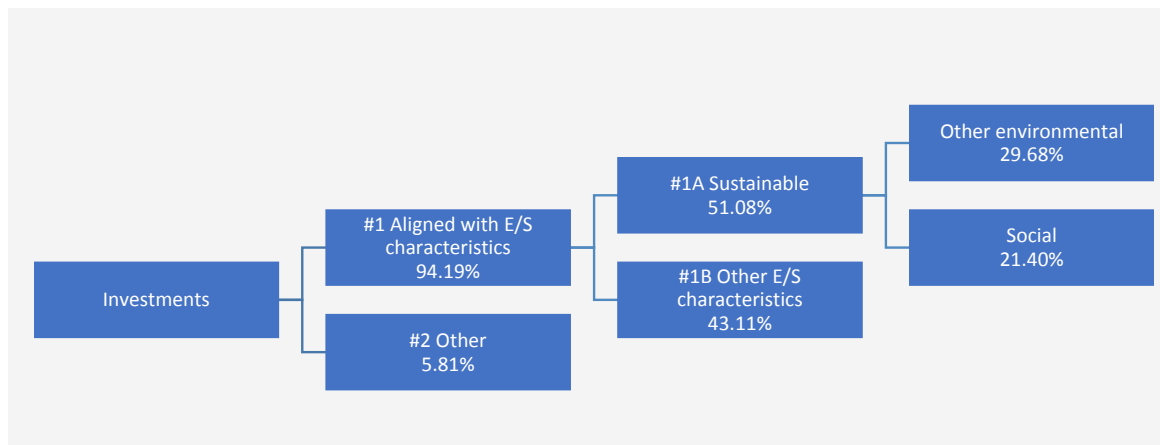 Investments
#1 Aligned with E/S
characteristics
94.19%
#2 Other
5.81%
#1A Sustainable
51.08%
#1B Other E/S
characteristics
43.11%
Other environmental
29.68%
Social
21.40%